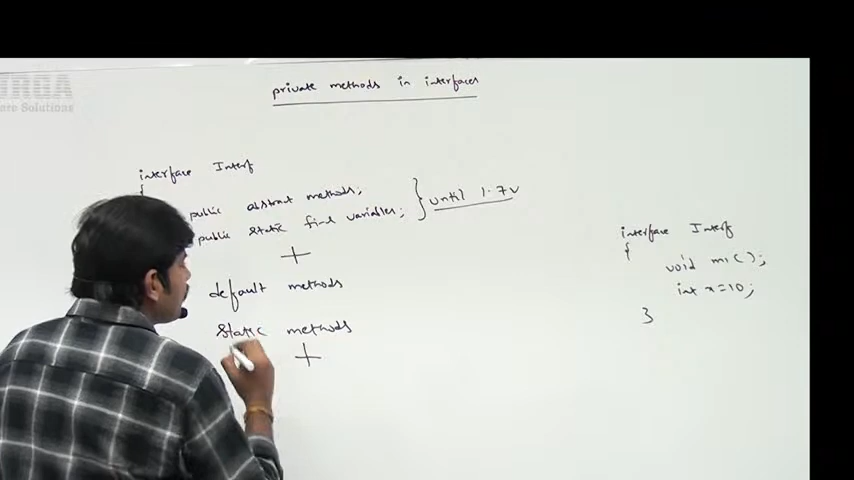 private methods in interfaces
interface Interf
{
public abstract methods;
public static final variables;
} until 1.7v
+
default methods
static methods
+
interface Interf
{
void m1();
int x=10;
}
Solutions